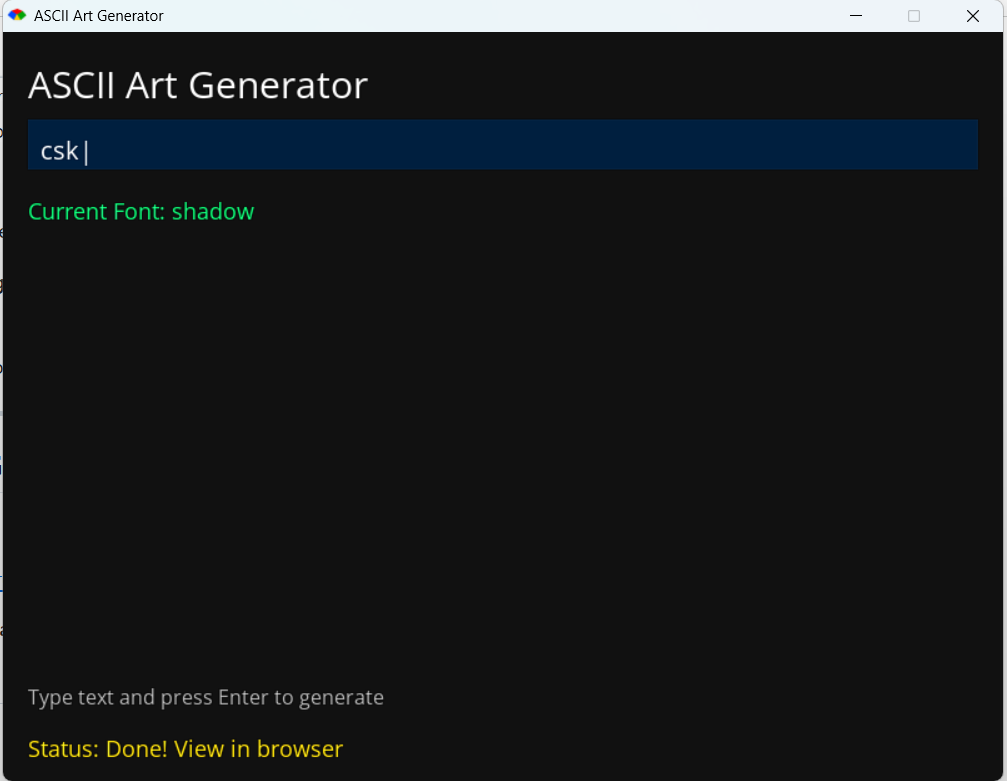 ASCII Art Generator
ASCII Art Generator
csk|
Current Font: shadow
Type text and press Enter to generate
Status: Done! View in browser